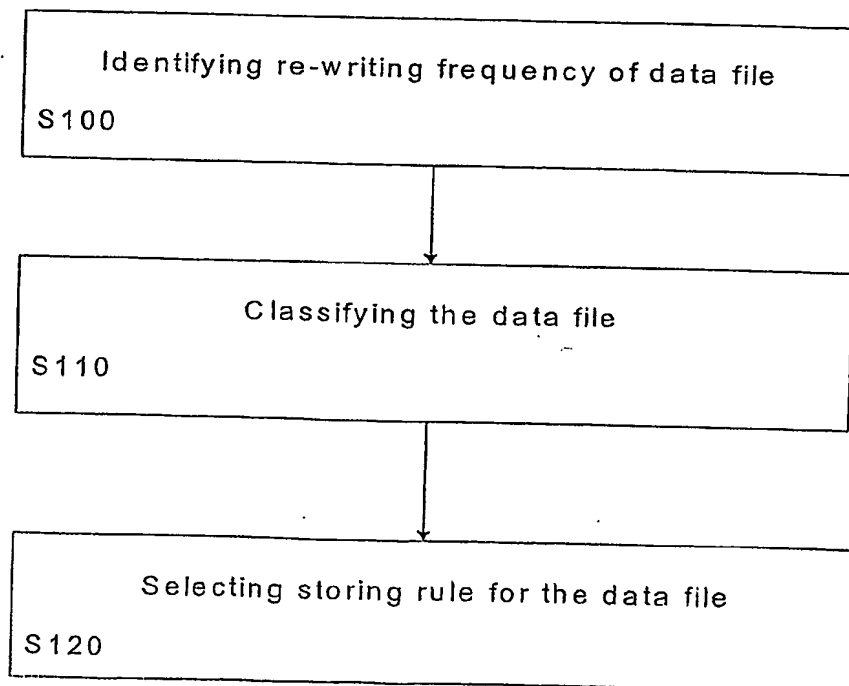 Identifying re-writing frequency of data file
S100
Classifying the data file
S110
Selecting storing rule for the data file
S120